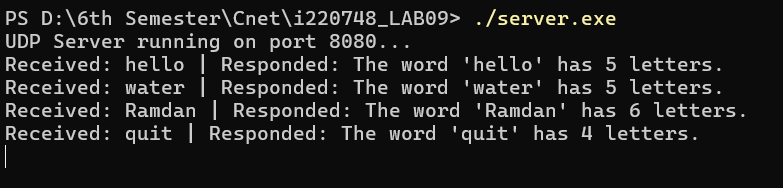 PS D:\6th Semester\Cnet\i220748_LAB09> ./server.exe
UDP Server running on port 8080...
Received: hello | Responded: The word 'hello' has 5 letters.
Received: water | Responded: The word 'water' has 5 letters.
Received: Ramdan | Responded: The word 'Ramdan' has 6 letters.
Received: quit | Responded: The word 'quit' has 4 letters.